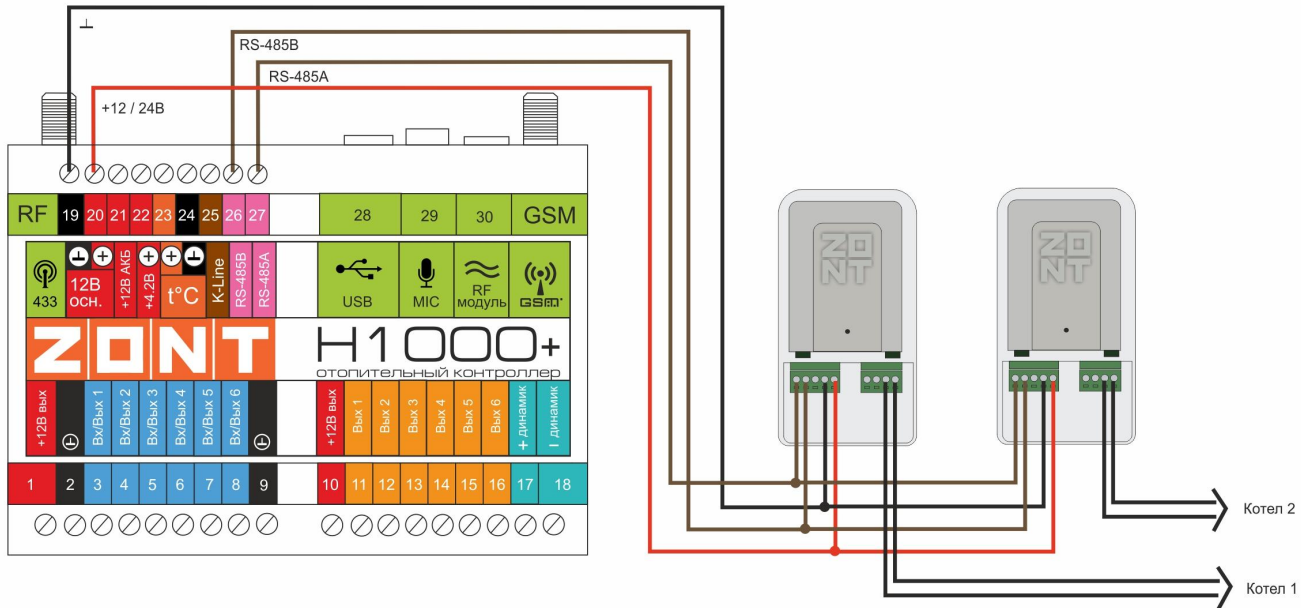 ⊥
RS-485B
RS-485A
+12 / 24В
RF 19 20 21 22 23 24 25 26 27 28 29 30 GSM
433
12В
осн.
+12В АКБ
+4.2В
t°C
K-Line
RS-485B
RS-485A
USB
MIC
RF
модуль
GSM
ZONT
H1000+
отопительный контроллер
+12В вых
Вх/Вых 1
Вх/Вых 2
Вх/Вых 3
Вх/Вых 4
Вх/Вых 5
Вх/Вых 6
+12В вых
Вых 1
Вых 2
Вых 3
Вых 4
Вых 5
Вых 6
+ динамик
– динамик
1 2 3 4 5 6 7 8 9 10 11 12 13 14 15 16 17 18
ZO
NT
ZO
NT
Котел 2
Котел 1